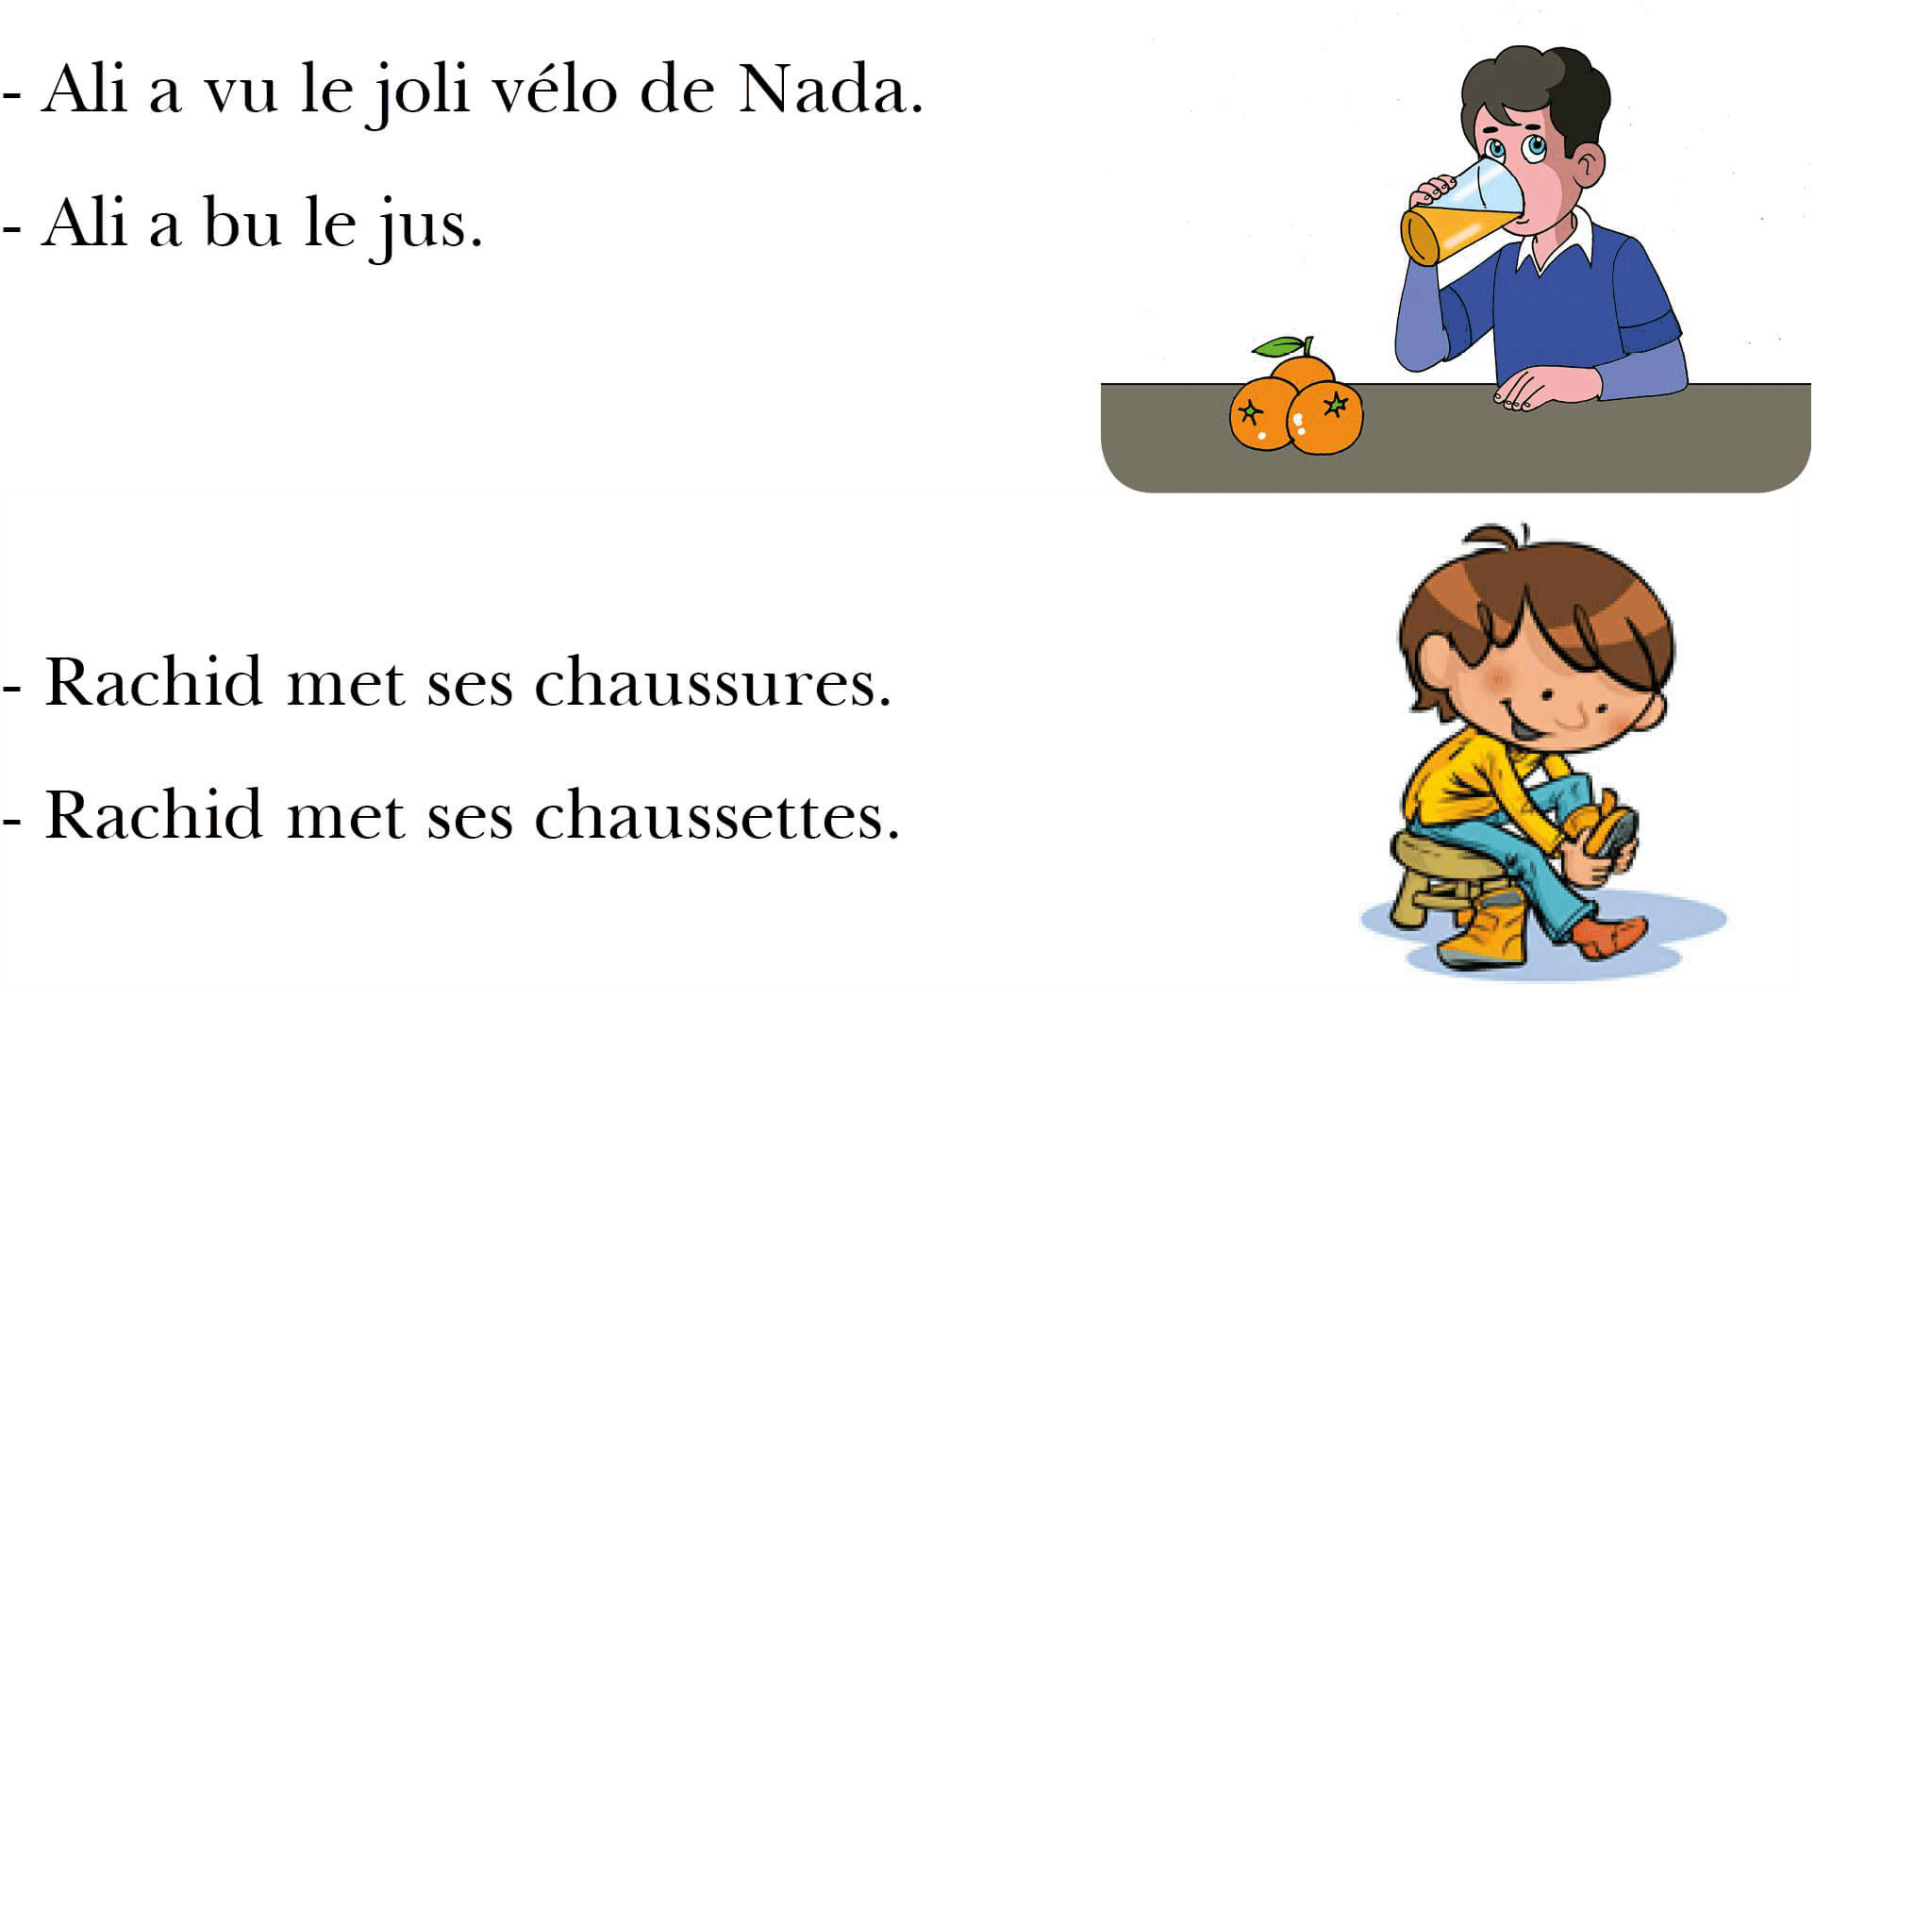 - Ali a vu le joli vélo de Nada.
- Ali a bu le jus.
- Rachid met ses chaussures.
- Rachid met ses chaussettes.